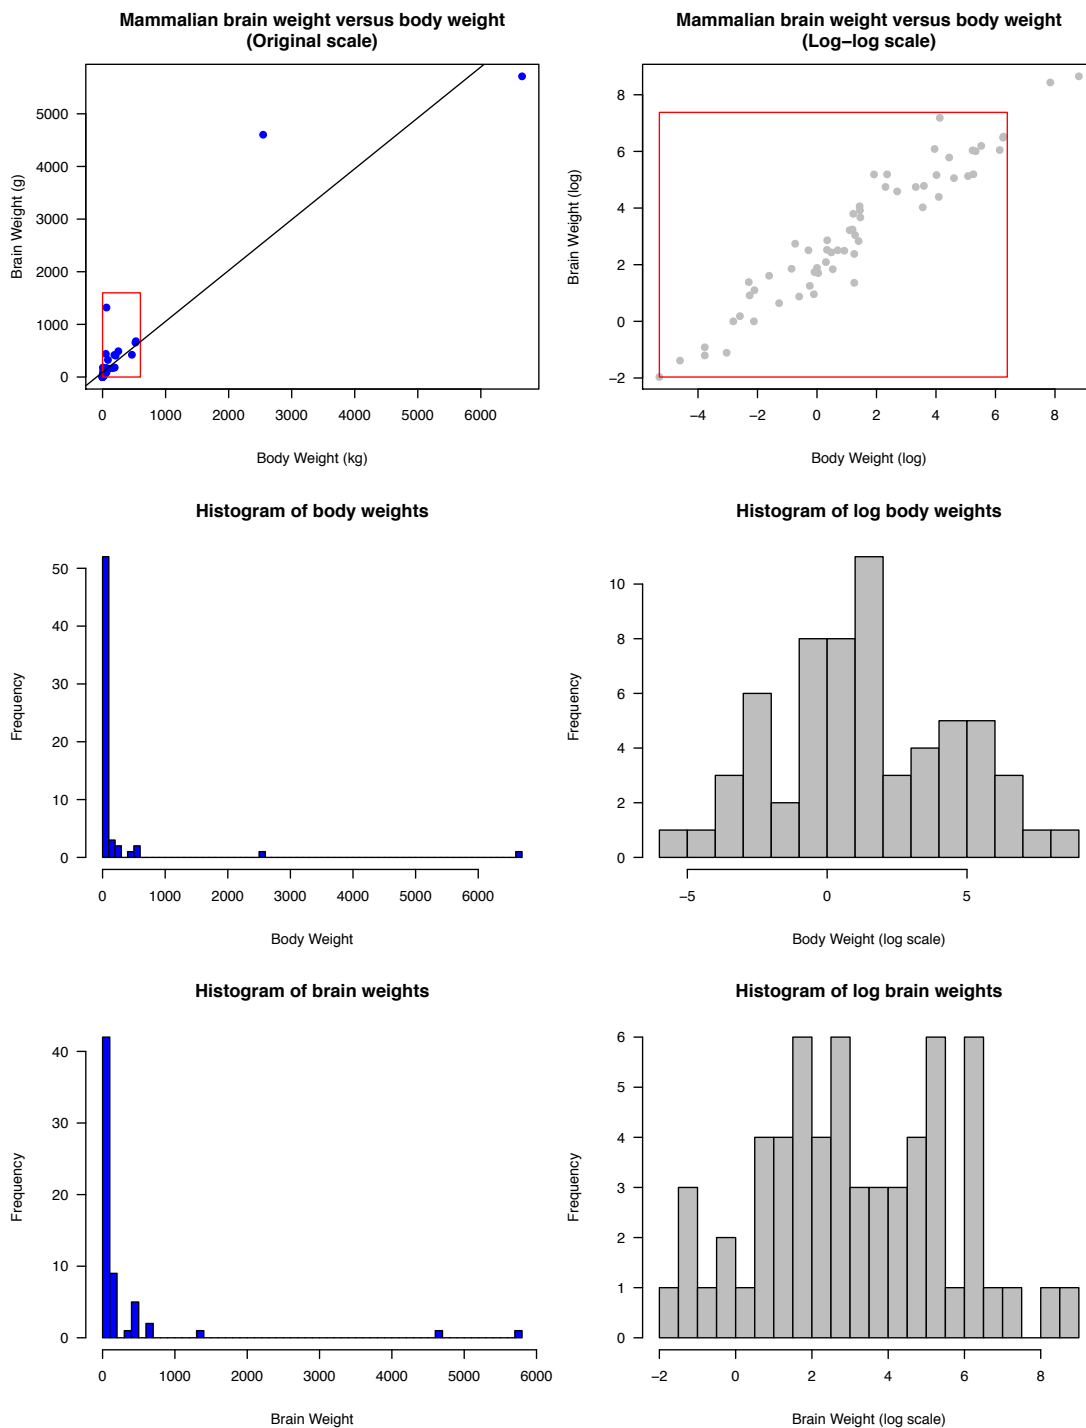 Mammalian brain weight versus body weight
(Original scale)
Brain Weight (g)
5000
4000
3000
2000
1000
0
0 1000 2000 3000 4000 5000 6000
Body Weight (kg)
Mammalian brain weight versus body weight
(Log−log scale)
Brain Weight (log)
8
6
4
2
0
−2
−4 −2 0 2 4 6 8
Body Weight (log)
Histogram of body weights
Frequency
50
40
30
20
10
0
0 1000 2000 3000 4000 5000 6000
Body Weight
Histogram of log body weights
Frequency
10
8
6
4
2
0
−5 0 5
Body Weight (log scale)
Histogram of brain weights
Frequency
40
30
20
10
0
0 1000 2000 3000 4000 5000 6000
Brain Weight
Histogram of log brain weights
Frequency
6
5
4
3
2
1
0
−2 0 2 4 6 8
Brain Weight (log scale)